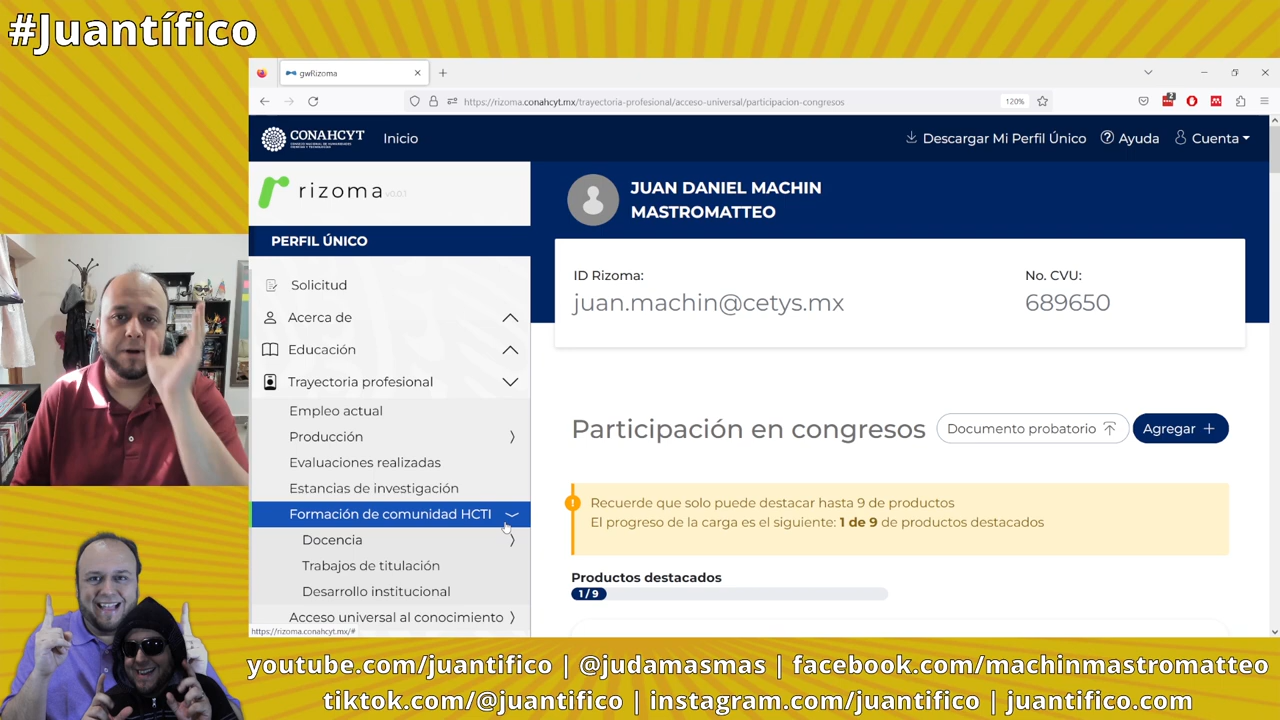 #Juantífico
gwRizoma
https://rizoma.conahcyt.mx/trayectoria-profesional/acceso-universal/participacion-congresos
120%
2
CONAHCYT
Inicio
Descargar Mi Perfil Único
Ayuda
Cuenta
rizoma v0.0.1
PERFIL ÚNICO
JUAN DANIEL MACHIN
MASTROMATTEO
ID Rizoma:
juan.machin@cetys.mx
No. CVU:
689650
Solicitud
Acerca de
Educación
Trayectoria profesional
Empleo actual
Producción
Evaluaciones realizadas
Estancias de investigación
Formación de comunidad HCTI
Docencia
Trabajos de titulación
Desarrollo institucional
Acceso universal al conocimiento
https://rizoma.conahcyt.mx/#
Participación en congresos
Documento probatorio
Agregar +
Recuerde que solo puede destacar hasta 9 de productos
El progreso de la carga es el siguiente: 1 de 9 de productos destacados
Productos destacados
1 / 9
youtube.com/juantifico | @judamasmas | facebook.com/machinmastromatteo
tiktok.com/@juantifico | instagram.com/juantifico | juantifico.com